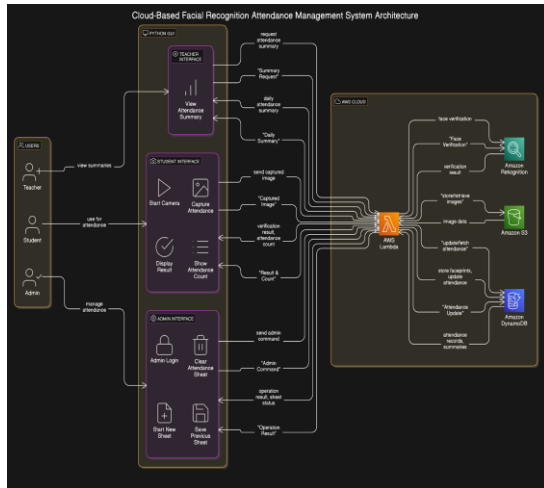 Cloud-Based Facial Recognition Attendance Management System Architecture
PYTHON GUI
TEACHER
INTERFACE
View
Attendance
Summary
USERS
Teacher
Student
Admin
view summaries
use for
attendance
manage
attendance
STUDENT INTERFACE
Start Camera
Capture
Attendance
Display
Result
Show
Attendance
Count
ADMIN INTERFACE
Admin Login
Clear
Attendance
Sheet
Start New
Sheet
Save
Previous
Sheet
request
attendance
summary
"Summary
Request"
daily
attendance
summary
"Daily
Summary"
send captured
image
"Captured
Image"
verification
result,
attendance
count
"Result &
Count"
send admin
command
"Admin
Command"
operation
result, sheet
status
"Operation
Result"
AWS CLOUD
AWS
Lambda
face verification
"Face
Verification"
verification
result
"store/retrieve
images"
image data
"update/fetch
attendance"
store faceprints,
update
attendance
"Attendance
Update"
attendance
records,
summaries
Amazon
Rekognition
Amazon S3
Amazon
DynamoDB